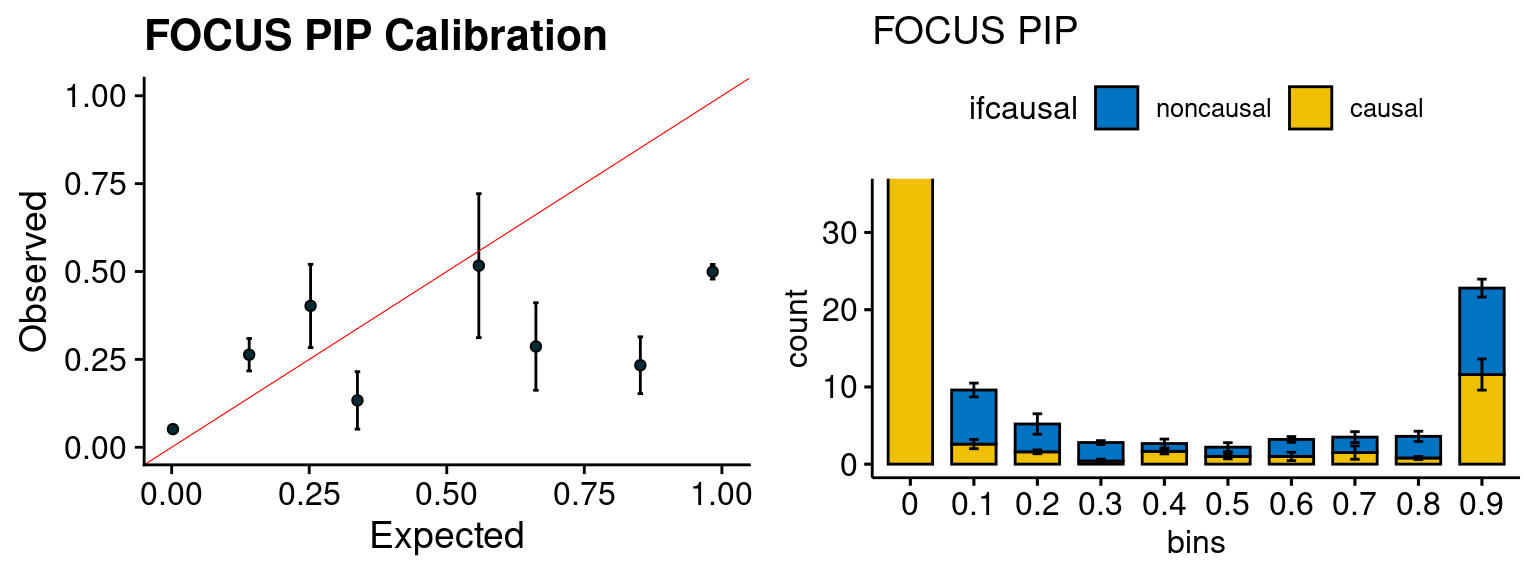 FOCUS PIP Calibration
1.00
0.75
0.50
0.25
0.00
Observed
0.00 0.25 0.50 0.75 1.00
Expected
FOCUS PIP
ifcausal noncausal causal
30
20
10
0
count
0 0.1 0.2 0.3 0.4 0.5 0.6 0.7 0.8 0.9
bins